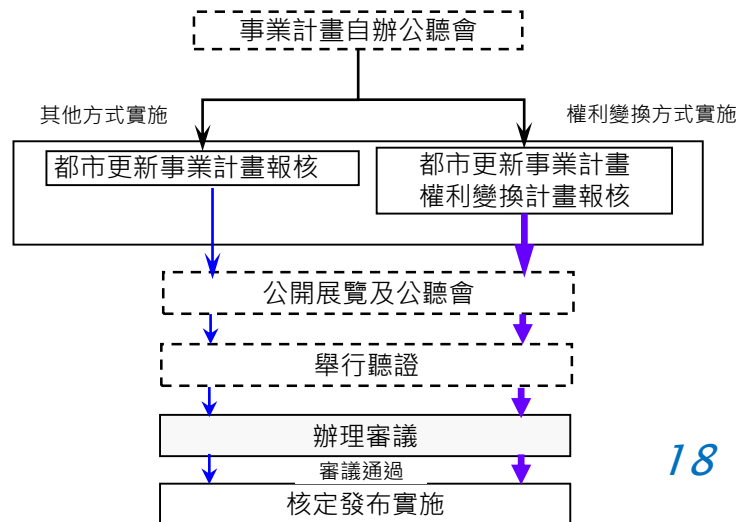 事業計畫自辦公聽會
其他方式實施
權利變換方式實施
都市更新事業計畫報核
都市更新事業計畫
權利變換計畫報核
公開展覽及公聽會
舉行聽證
辦理審議
審議通過
核定發布實施
18